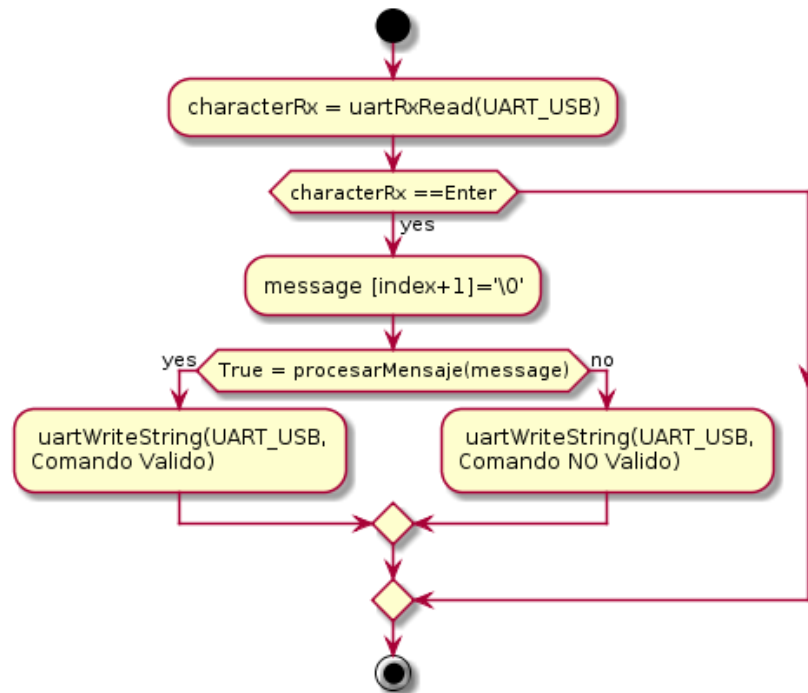 characterRx = uartRxRead(UART_USB)
characterRx ==Enter
yes
message [index+1]='\0'
yes
True = procesarMensaje(message)
no
uartWriteString(UART_USB,
Comando Valido)
uartWriteString(UART_USB,
Comando NO Valido)